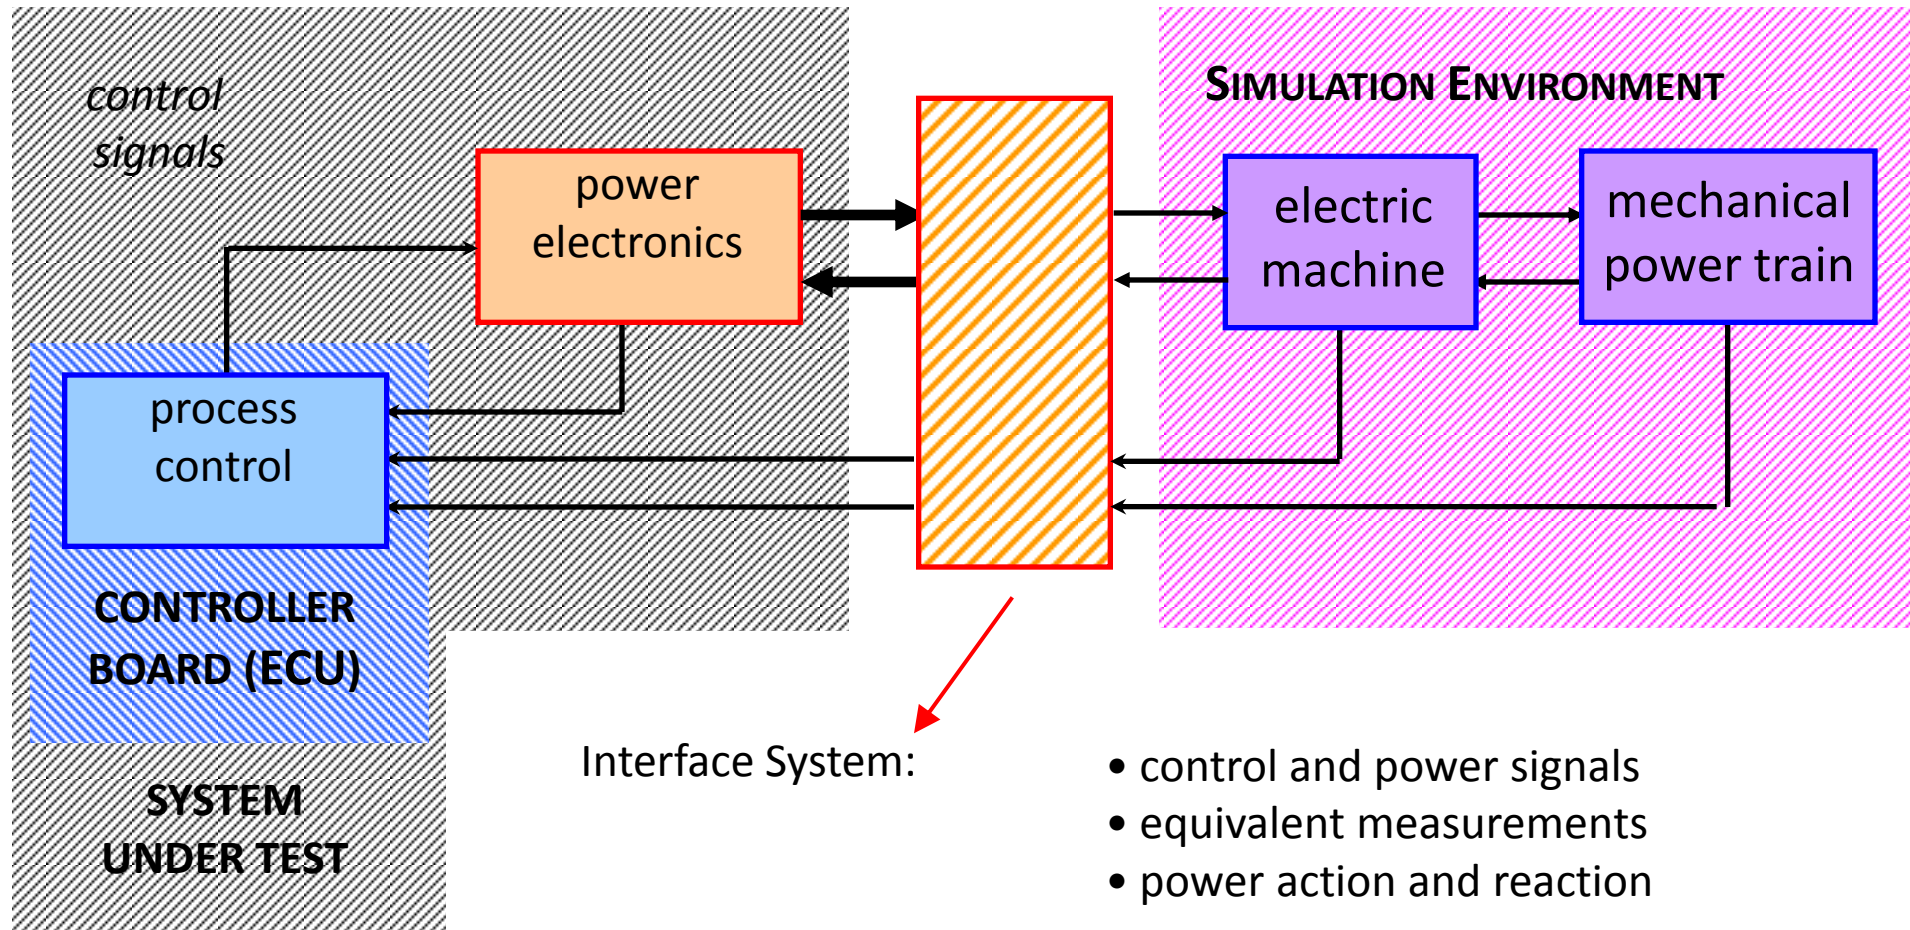 control
signals
SIMULATION ENVIRONMENT
power
electronics
electric
machine
mechanical
power train
process
control
CONTROLLER
BOARD (ECU)
SYSTEM
UNDER TEST
Interface System:
• control and power signals
• equivalent measurements
• power action and reaction